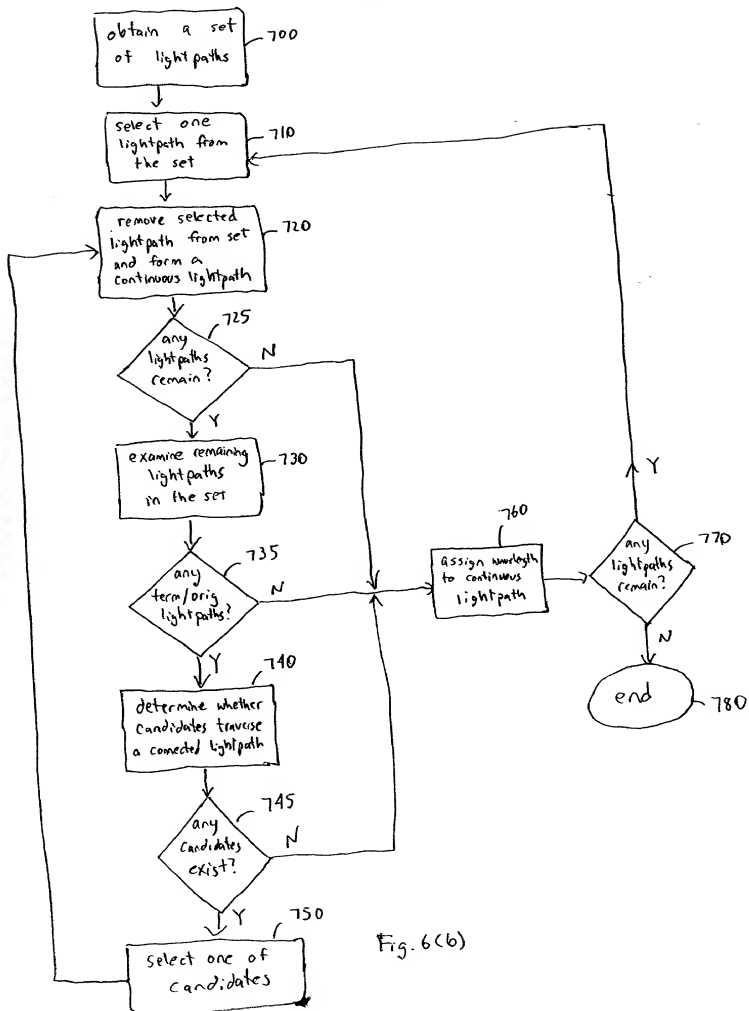 obtain a set
of lightpaths
700
select one
lightpath from
the set
710
remove selected
lightpath from set
and form a
continuous lightpath
720
any
lightpaths
remain?
725
N
Y
examine remaining
lightpaths
in the set
730
any
term/orig
lightpaths?
735
N
Y
determine whether
candidates traverse
a connected lightpath
740
any
candidates
exist?
745
N
Y
select one of
candidates
750
assign wavelength
to continuous
lightpath
760
any
lightpaths
remain?
770
Y
N
end
780
Fig. 6(b)